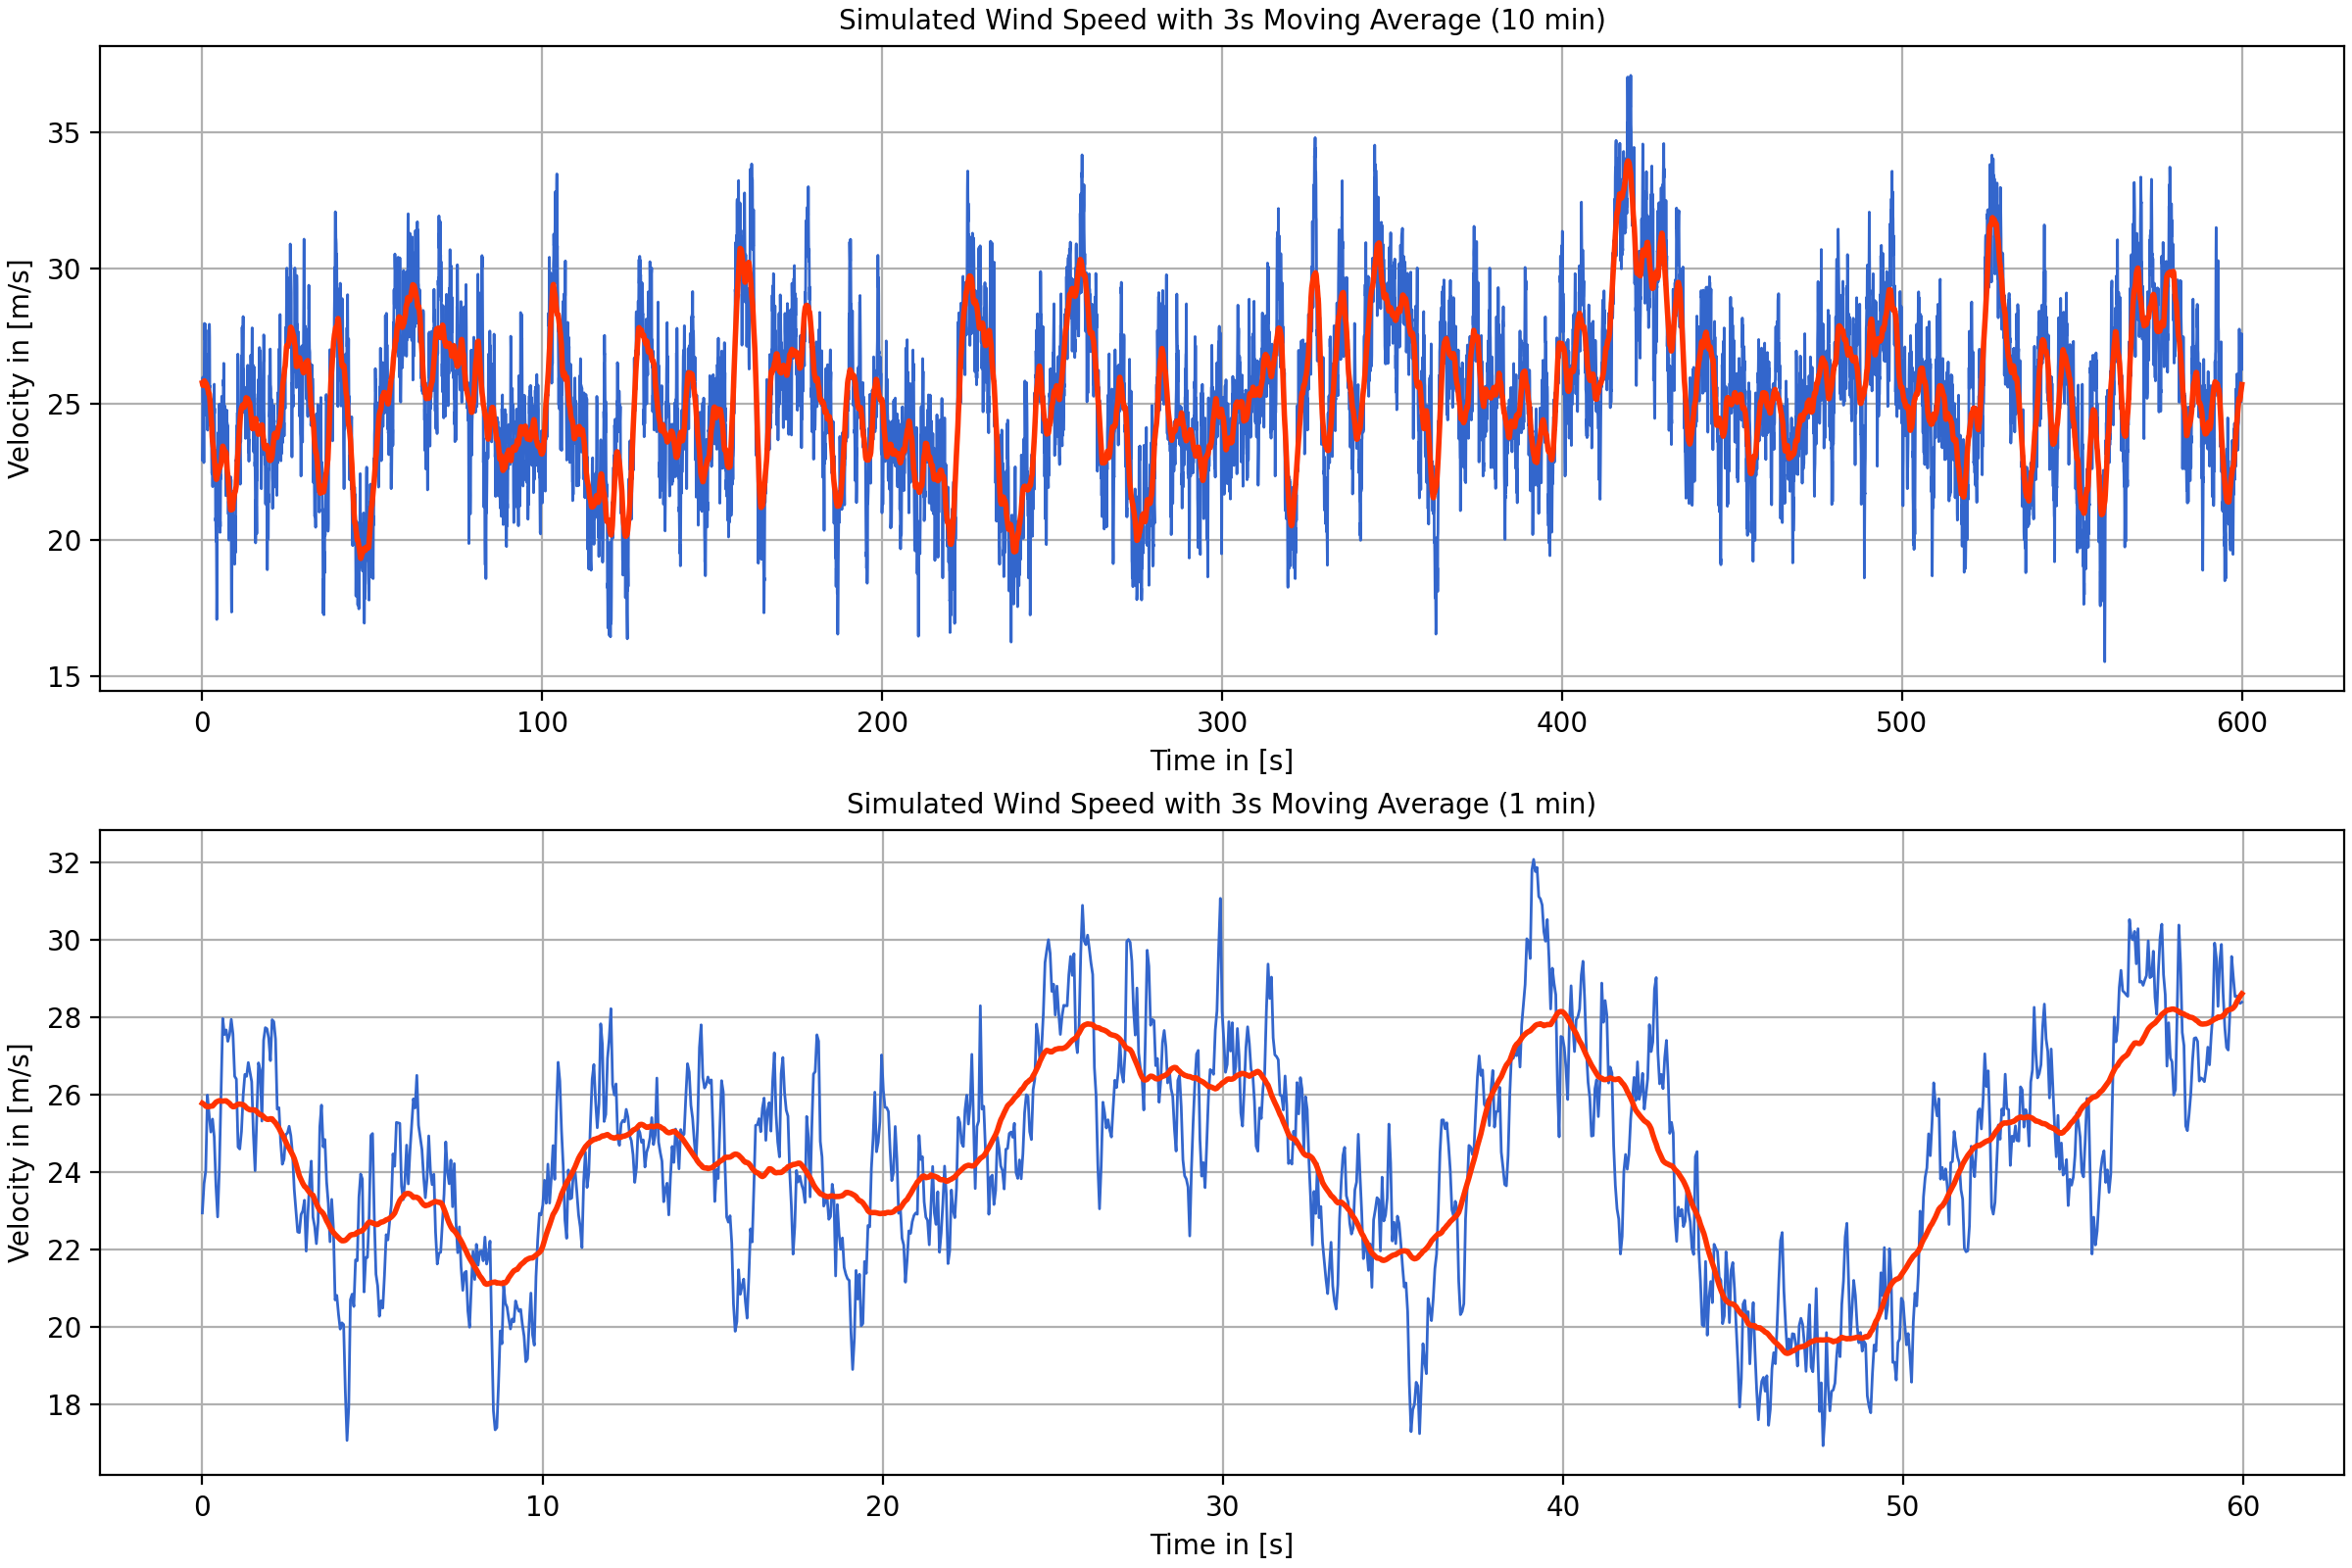 Simulated Wind Speed with 3s Moving Average (10 min)
Velocity in [m/s]
35
30
25
20
15
0 100 200 300 400 500 600
Time in [s]
Simulated Wind Speed with 3s Moving Average (1 min)
Velocity in [m/s]
32
30
28
26
24
22
20
18
0 10 20 30 40 50 60
Time in [s]